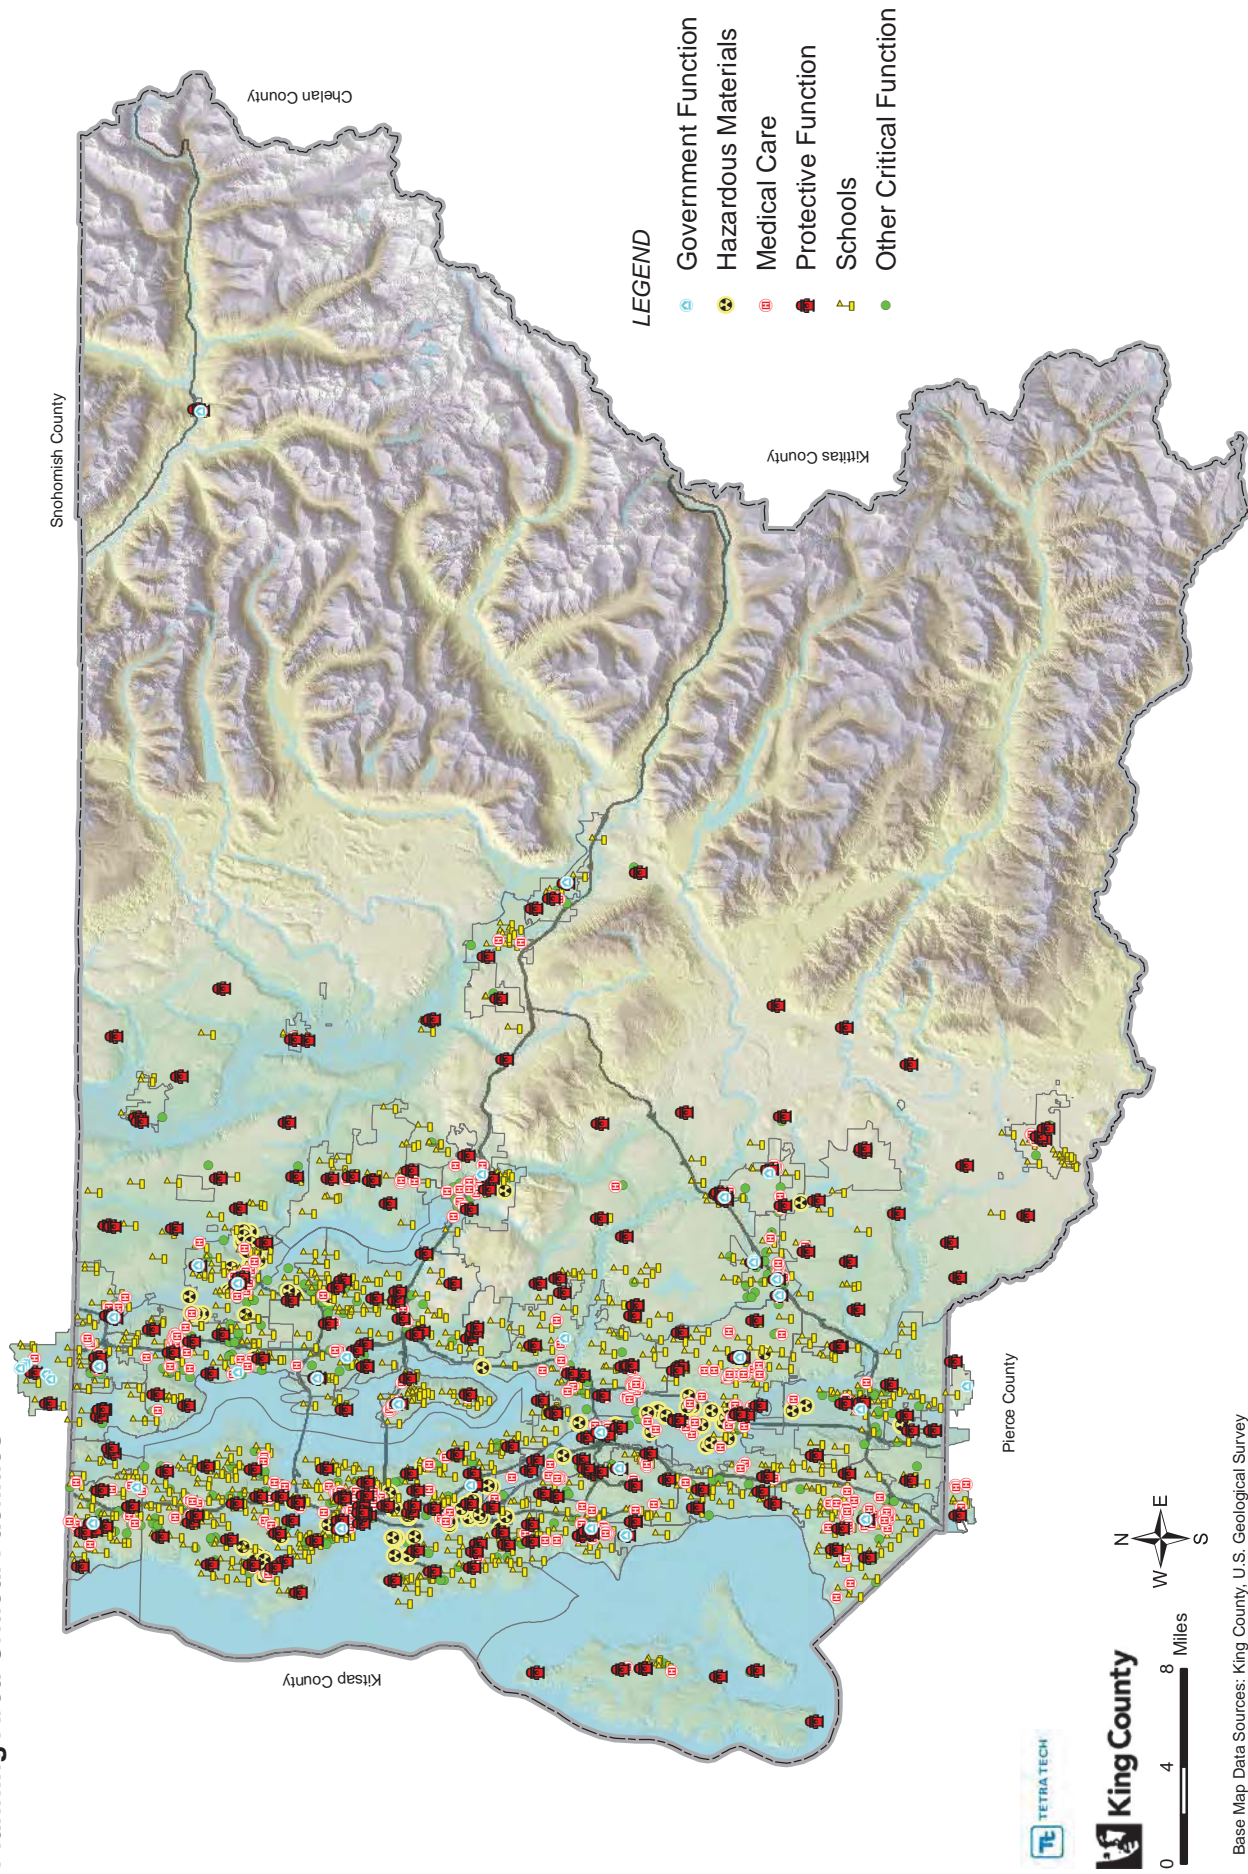 Snohomish County
Chelan County
Kittitas County
Kitsap County
Pierce County
LEGEND
Government Function
Hazardous Materials
Medical Care
Protective Function
Schools
Other Critical Function
N
W
E
S
TETRA TECH
King County
0 4 8
Miles
Base Map Data Sources: King County, U.S. Geological Survey